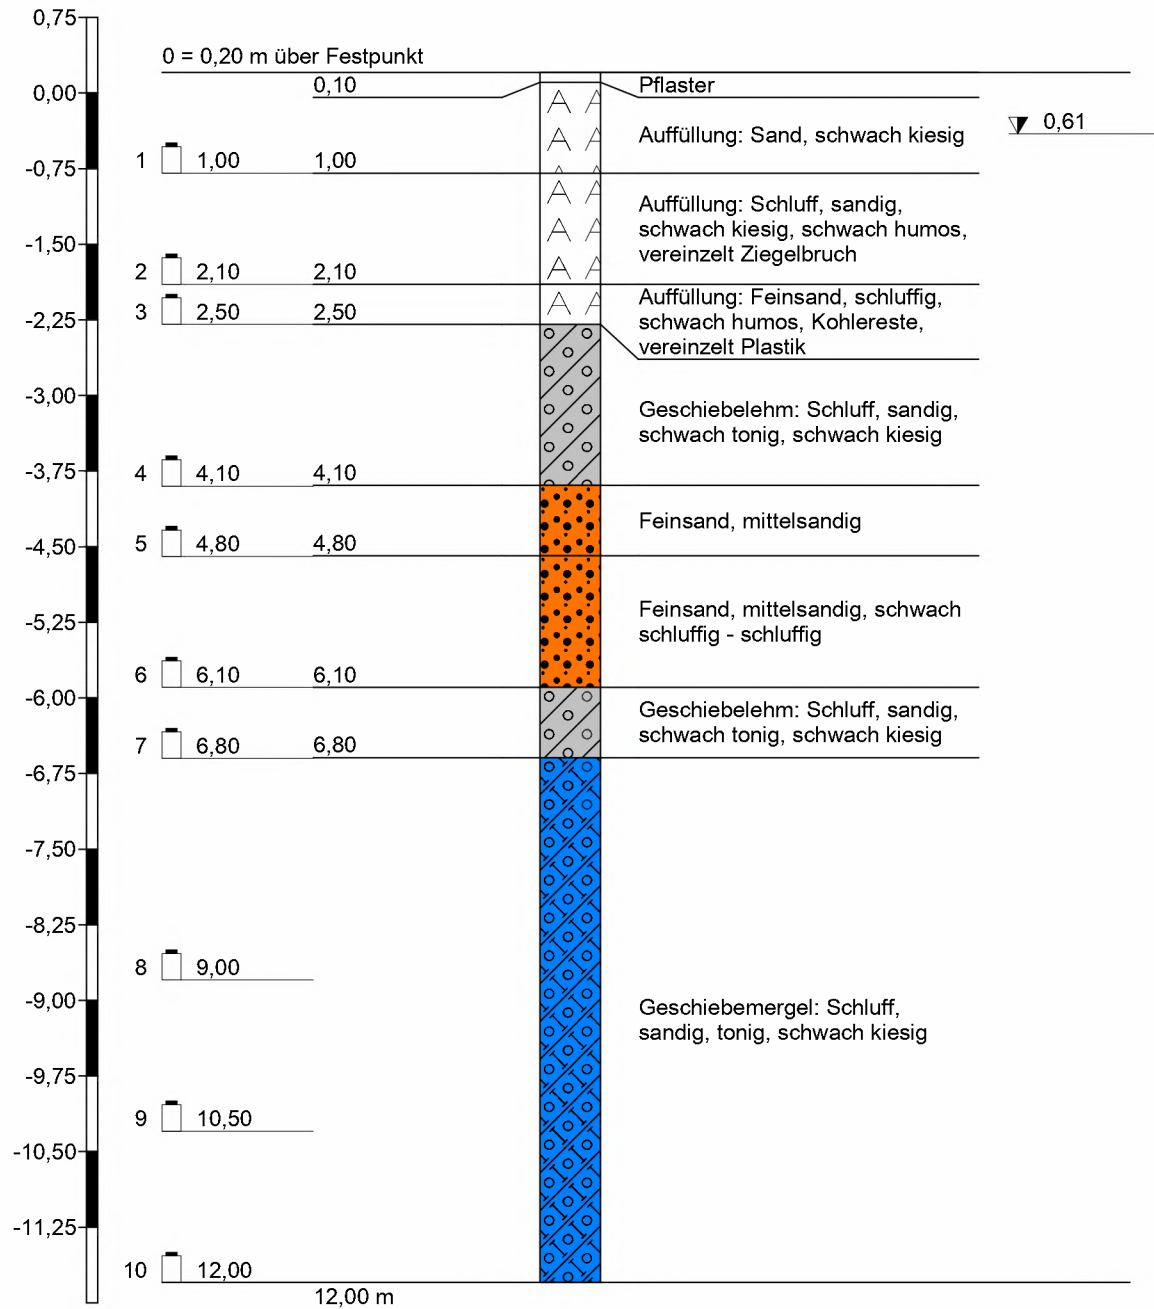 0,75
0 = 0,20 m über Festpunkt
0,10 Pflaster
0,00
Auffüllung: Sand, schwach kiesig
0,61
1 1,00 1,00
-0,75
Auffüllung: Schluff, sandig,
schwach kiesig, schwach humos,
vereinzelt Ziegelbruch
-1,50
2 2,10 2,10
Auffüllung: Feinsand, schluffig,
schwach humos, Kohlereste,
vereinzelt Plastik
3 2,50 2,50
-2,25
-3,00
Geschiebelehm: Schluff, sandig,
schwach tonig, schwach kiesig
-3,75
4 4,10 4,10
Feinsand, mittelsandig
-4,50
5 4,80 4,80
Feinsand, mittelsandig, schwach
schluffig - schluffig
-5,25
6 6,10 6,10
-6,00
Geschiebelehm: Schluff, sandig,
schwach tonig, schwach kiesig
7 6,80 6,80
-6,75
-7,50
-8,25
8 9,00
-9,00
Geschiebemergel: Schluff,
sandig, tonig, schwach kiesig
-9,75
9 10,50
-10,50
-11,25
10 12,00
12,00 m